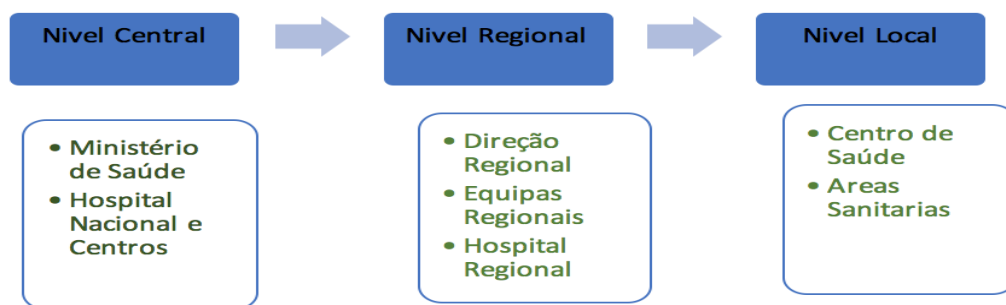 Nivel Central
Nivel Regional
Nivel Local
• Ministério
de Saúde
• Hospital
Nacional e
Centros
• Direção
Regional
• Equipas
Regionais
• Hospital
Regional
• Centro de
Saúde
• Areas
Sanitarias